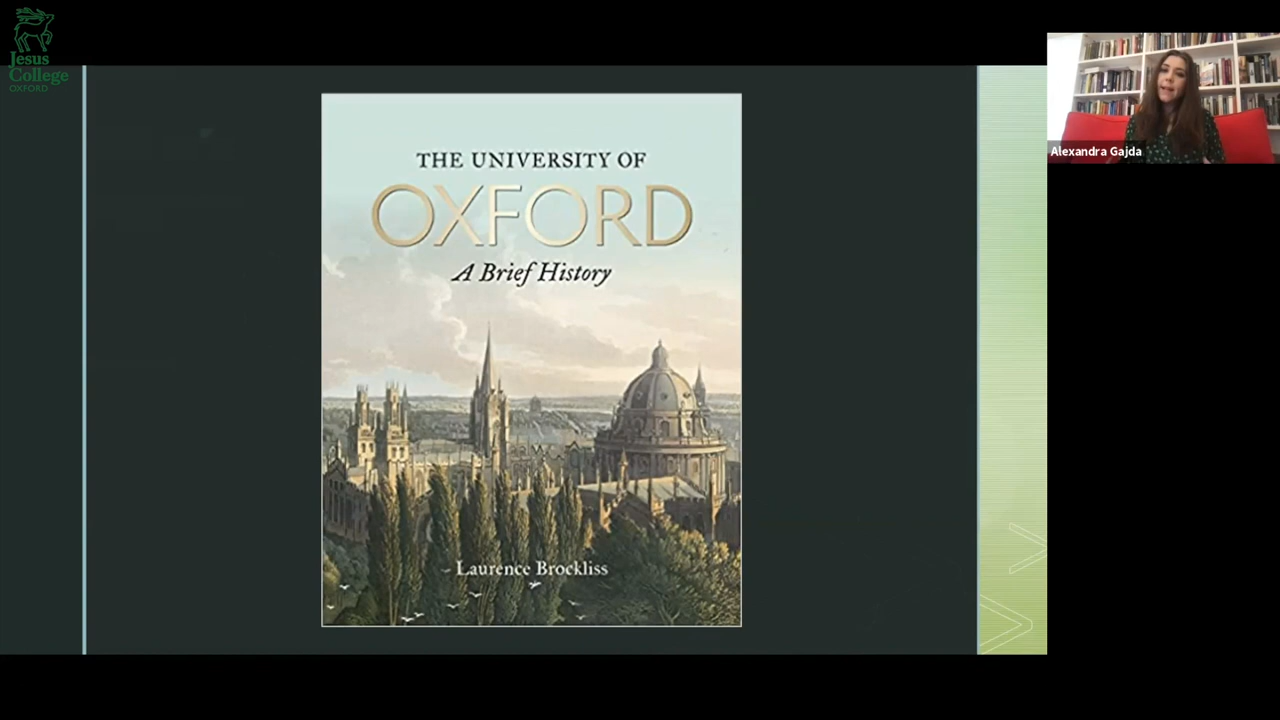 Jesus
College
OXFORD
THE UNIVERSITY OF
OXFORD
A Brief History
Laurence Brockliss
Alexandra Gajda